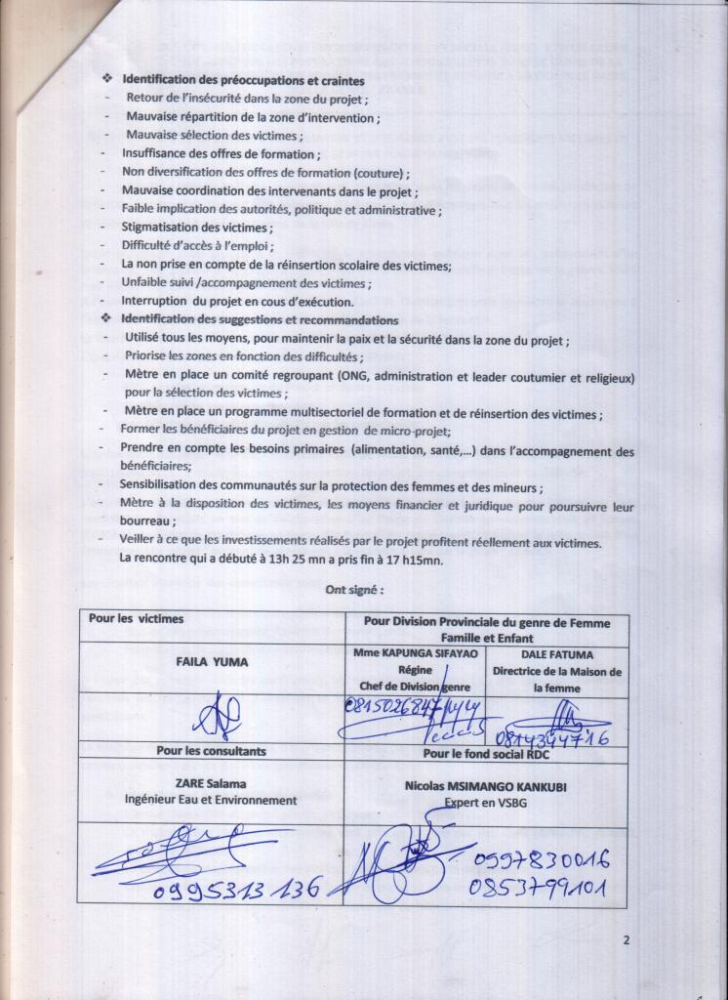 ❖ Identification des préoccupations et craintes
- Retour de l'insécurité dans la zone du projet ;
- Mauvaise répartition de la zone d'intervention ;
- Mauvaise sélection des victimes ;
- Insuffisance des offres de formation ;
- Non diversification des offres de formation (couture) ;
- Mauvaise coordination des intervenants dans le projet ;
- Faible implication des autorités, politique et administrative ;
- Stigmatisation des victimes ;
- Difficulté d'accès à l'emploi ;
- La non prise en compte de la réinsertion scolaire des victimes;
- Unfaible suivi /accompagnement des victimes ;
- Interruption du projet en cous d'exécution.
❖ Identification des suggestions et recommandations
- Utilisé tous les moyens, pour maintenir la paix et la sécurité dans la zone du projet ;
- Priorise les zones en fonction des difficultés ;
- Mètre en place un comité regroupant (ONG, administration et leader coutumier et religieux)
pour la sélection des victimes ;
- Mètre en place un programme multisectoriel de formation et de réinsertion des victimes ;
- Former les bénéficiaires du projet en gestion de micro-projet;
- Prendre en compte les besoins primaires (alimentation, santé,...) dans l'accompagnement des
bénéficiaires;
- Sensibilisation des communautés sur la protection des femmes et des mineurs ;
- Mètre à la disposition des victimes, les moyens financier et juridique pour poursuivre leur
bourreau ;
- Veiller à ce que les investissements réalisés par le projet profitent réellement aux victimes.
La rencontre qui a débuté à 13h 25 mn a pris fin à 17 h15mn.
Ont signé :
Pour les victimes
Pour Division Provinciale du genre de Femme
Famille et Enfant
FAILA YUMA
Mme KAPUNGA SIFAYAO
Régine
Chef de Division genre
DALE FATUMA
Directrice de la Maison de
la femme
0815026847
0814344716
Pour les consultants
Pour le fond social RDC
ZARE Salama
Ingénieur Eau et Environnement
Nicolas MSIMANGO KANKUBI
Expert en VSBG
0995313 136
0997830016
0853799101
2